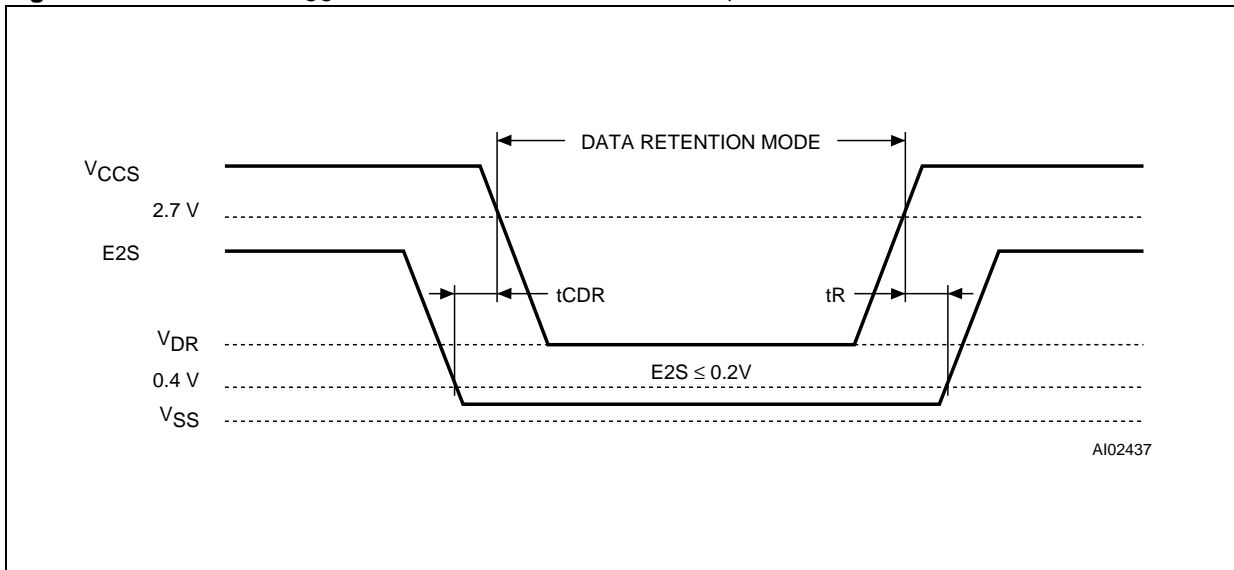 DATA RETENTION MODE
VCCS
2.7 V
E2S
tCDR
tR
VDR
0.4 V
E2S ≤ 0.2V
VSS
AI02437